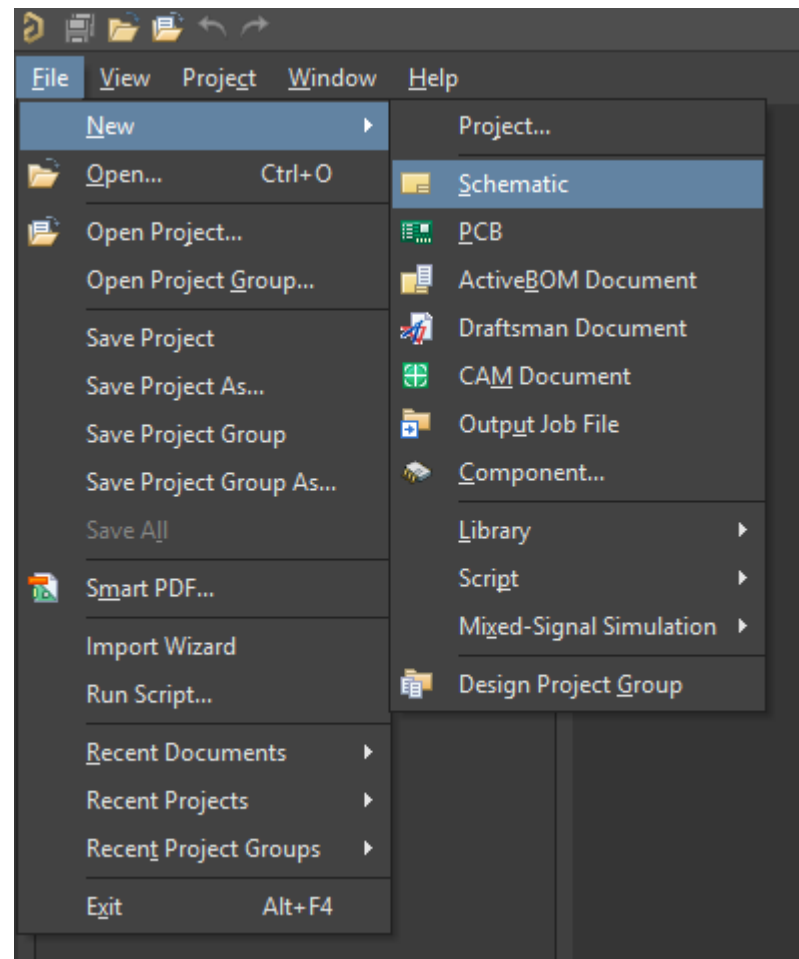 File View Project Window Help
New
Open... Ctrl+O
Open Project...
Open Project Group...
Save Project
Save Project As...
Save Project Group
Save Project Group As...
Save All
Smart PDF...
Import Wizard
Run Script...
Recent Documents
Recent Projects
Recent Project Groups
Exit Alt+F4
Project...
Schematic
PCB
ActiveBOM Document
Draftsman Document
CAM Document
Output Job File
Component...
Library
Script
Mixed-Signal Simulation
Design Project Group